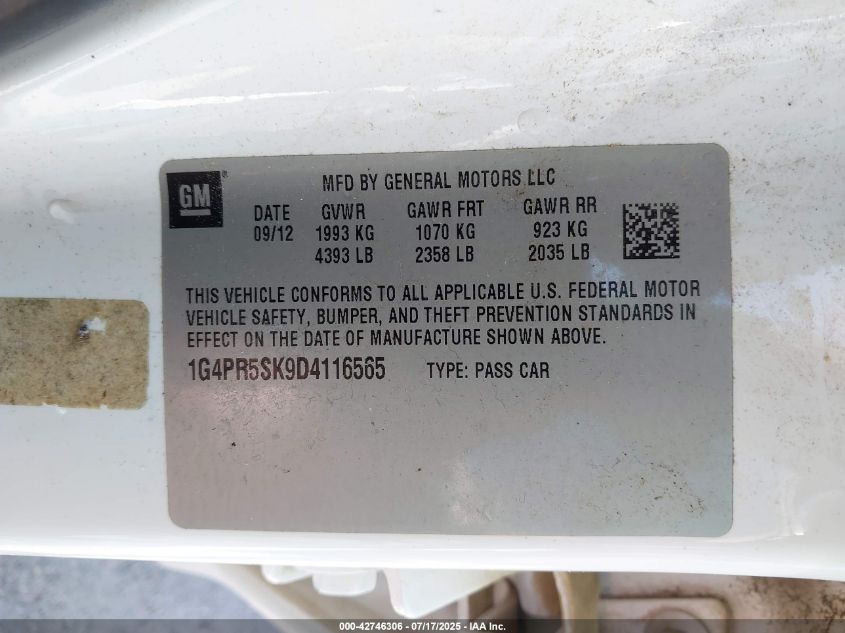 GM®
MFD BY GENERAL MOTORS LLC
DATE GVWR GAWR FRT GAWR RR
09/12 1993 KG 1070 KG 923 KG
4393 LB 2358 LB 2035 LB
THIS VEHICLE CONFORMS TO ALL APPLICABLE U.S. FEDERAL MOTOR
VEHICLE SAFETY, BUMPER, AND THEFT PREVENTION STANDARDS IN
EFFECT ON THE DATE OF MANUFACTURE SHOWN ABOVE.
1G4PR5SK9D4116565 TYPE: PASS CAR
000-42746306 - 07/17/2025 - IAA Inc.